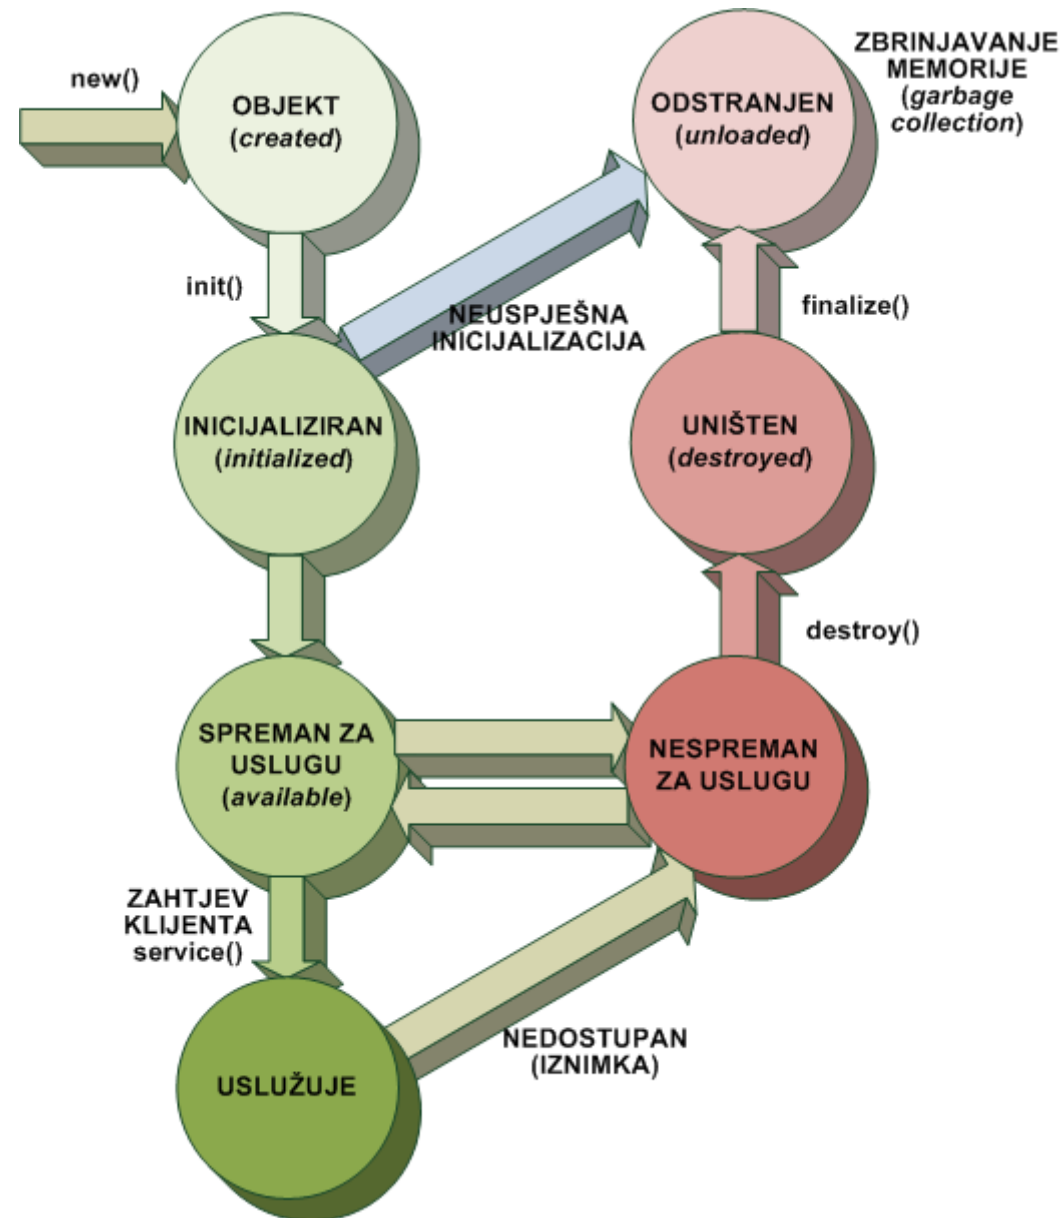 new()
OBJEKT
(created)
ODSTRANJEN
(unloaded)
ZBRINJAVANJE
MEMORIJE
(garbage
collection)
init()
NEUSPJEŠNA
INICIJALIZACIJA
finalize()
INICIJALIZIRAN
(initialized)
UNIŠTEN
(destroyed)
destroy()
SPREMAN ZA
USLUGU
(available)
NESPREMAN
ZA USLUGU
ZAHTJEV
KLIJENTA
service()
NEDOSTUPAN
(IZNIMKA)
USLUŽUJE